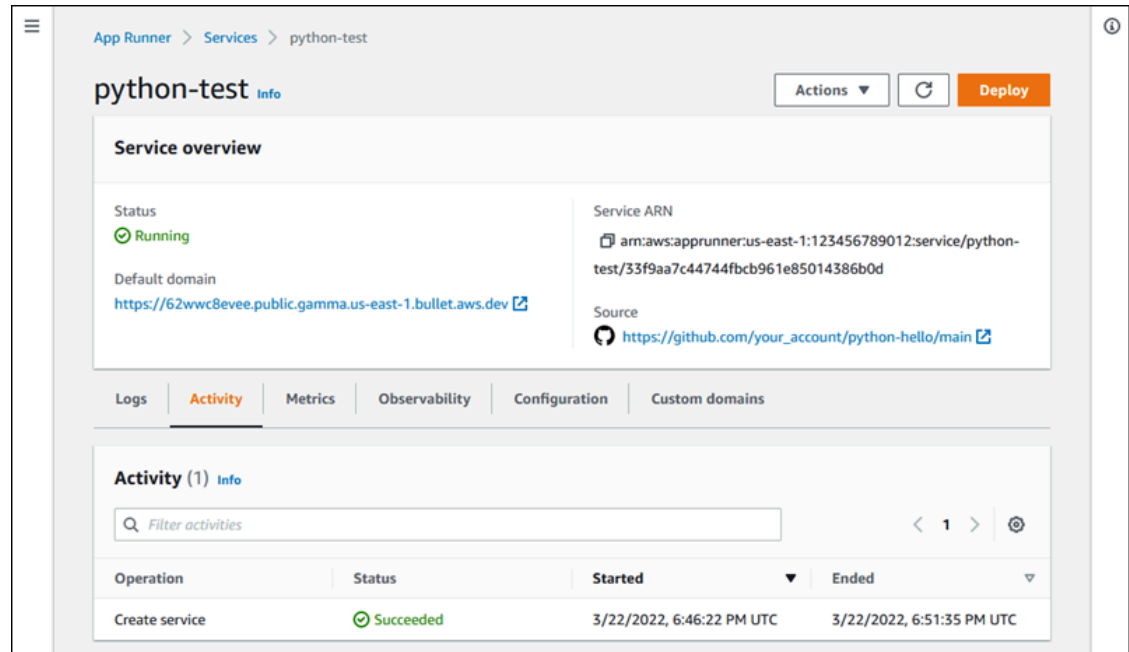 App Runner > Services > python-test
python-test Info
Actions
Deploy
Service overview
Status
Running
Default domain
https://62wwc8evee.public.gamma.us-east-1.bullet.aws.dev
Service ARN
arn:aws:apprunner:us-east-1:123456789012:service/python-
test/33f9aa7c44744fbcb961e85014386b0d
Source
https://github.com/your_account/python-hello/main
Logs Activity Metrics Observability Configuration Custom domains
Activity (1) Info
Filter activities
< 1 >
Operation Status Started Ended
Create service Succeeded 3/22/2022, 6:46:22 PM UTC 3/22/2022, 6:51:35 PM UTC